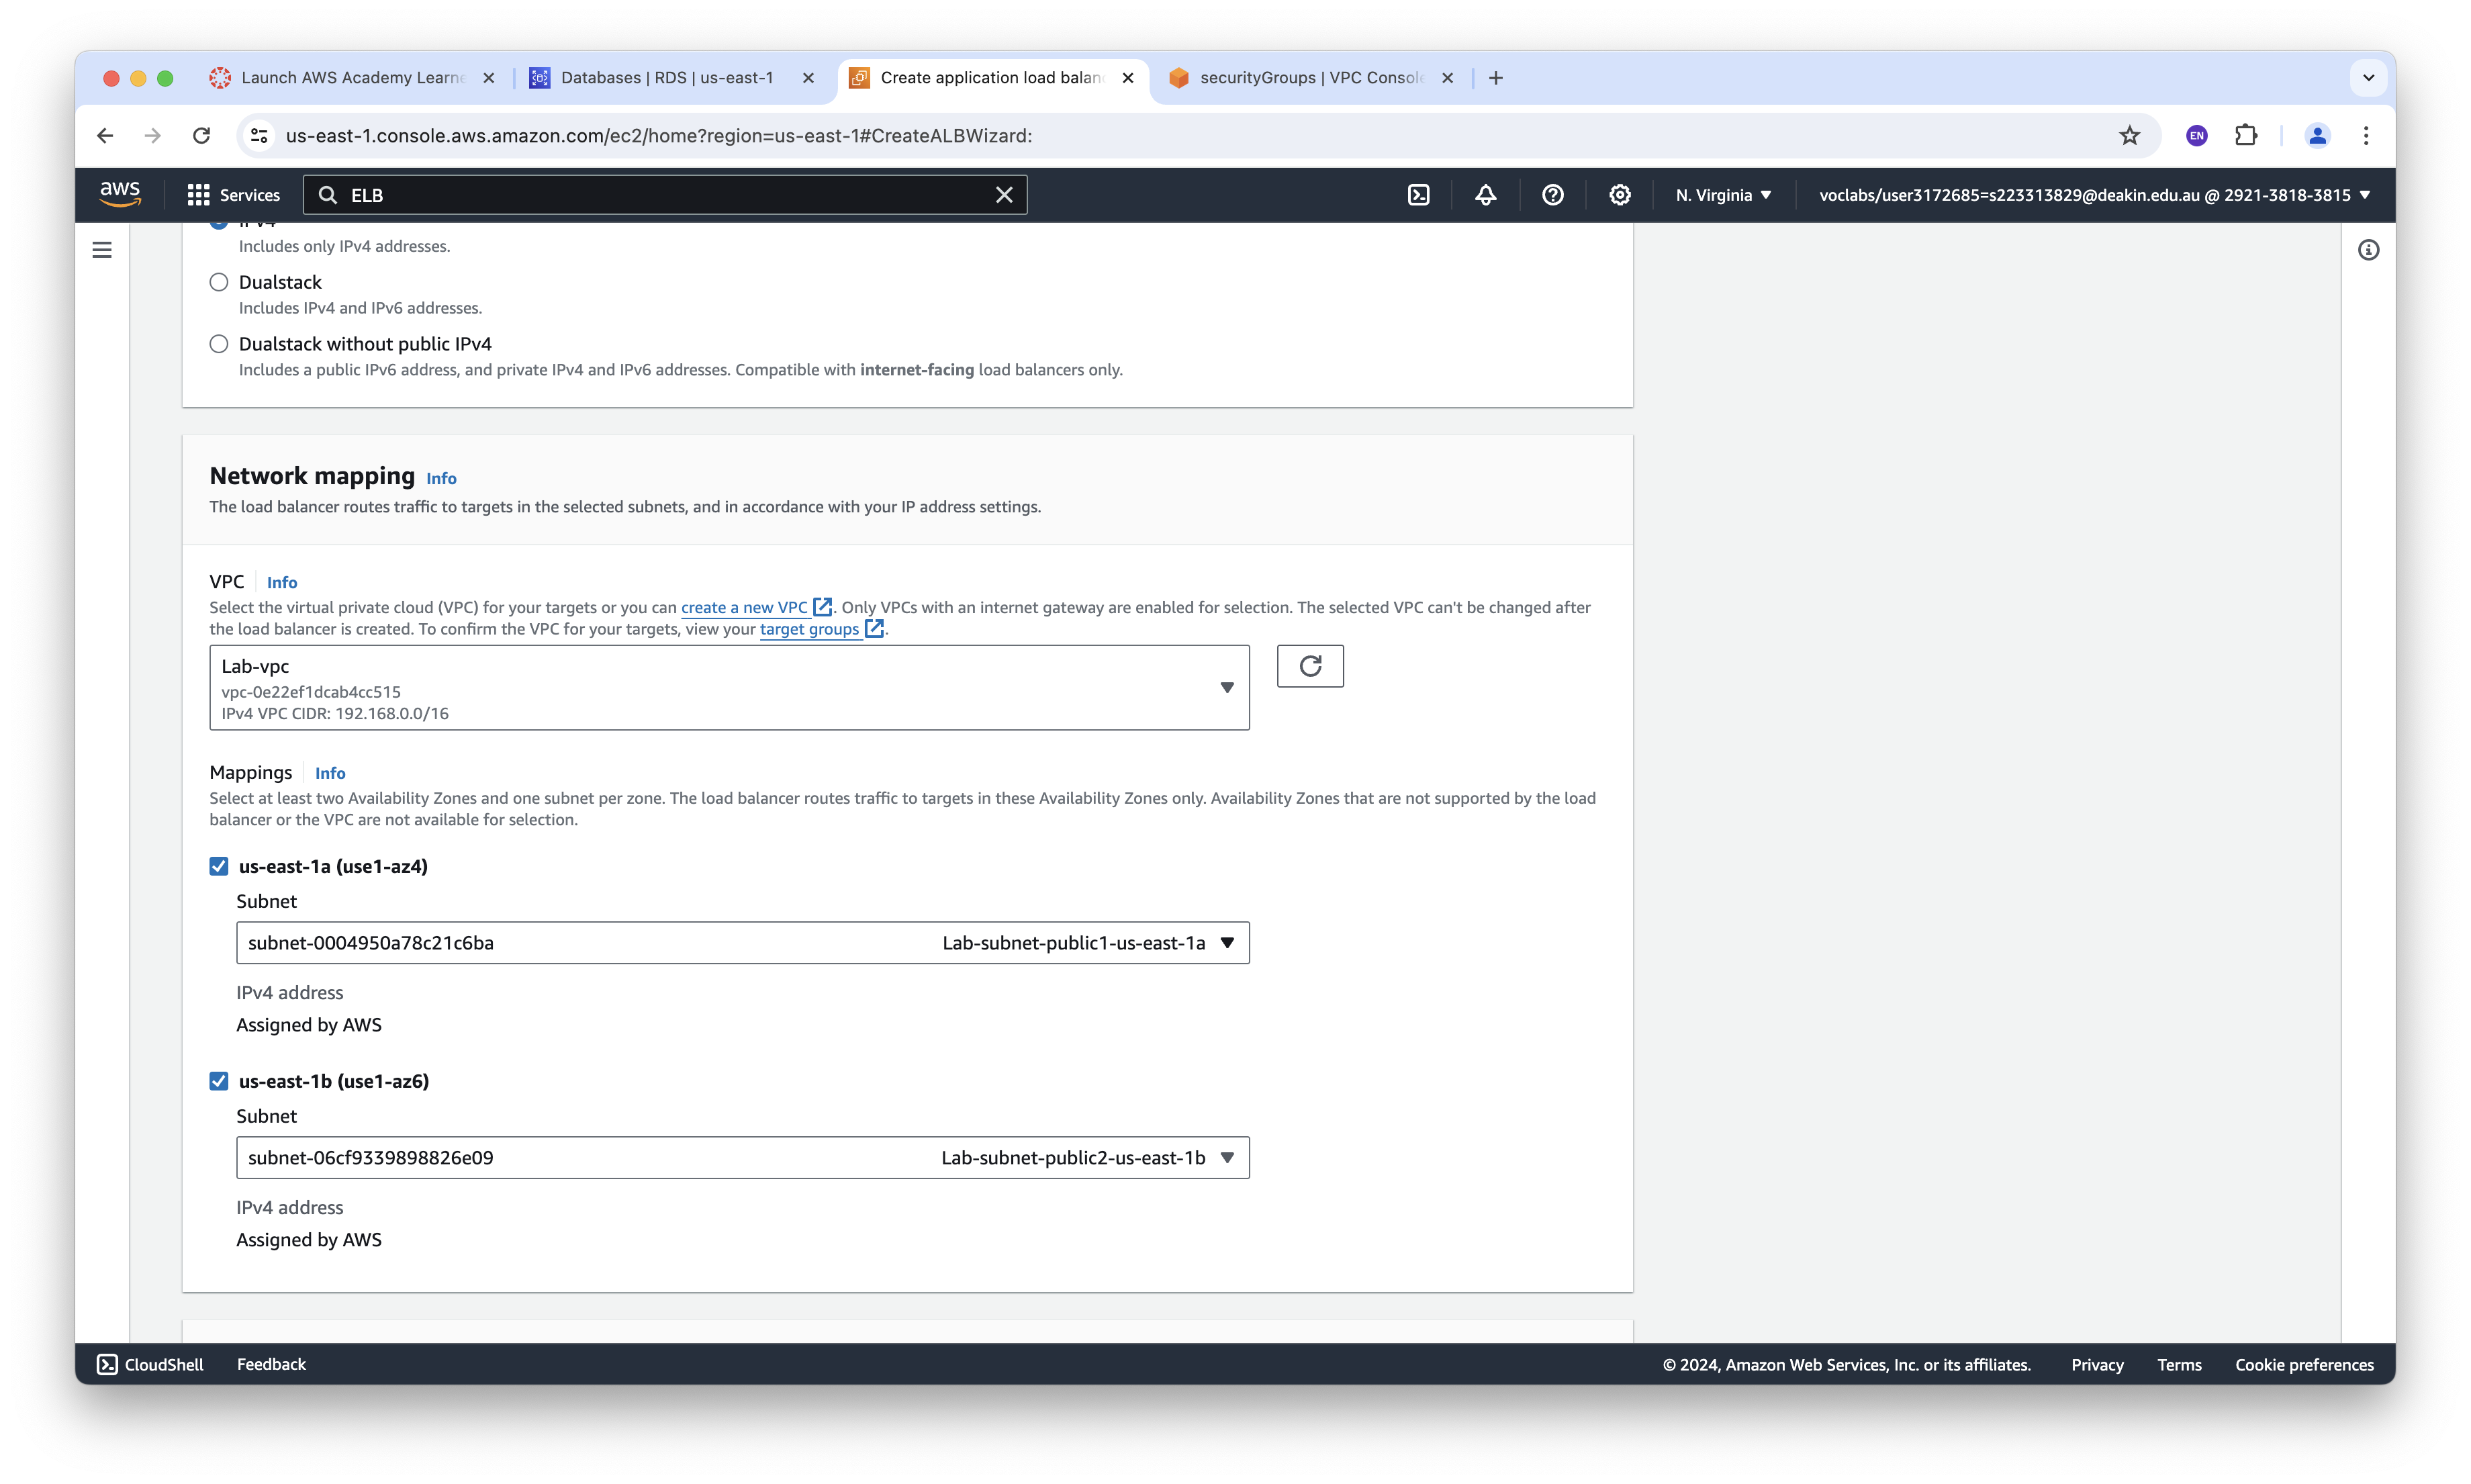 Launch AWS Academy Learne
Databases | RDS | us-east-1
Create application load balanc
securityGroups | VPC Console
us-east-1.console.aws.amazon.com/ec2/home?region=us-east-1#CreateALBWizard:
EN
aws
Services
ELB
N. Virginia
voclabs/user3172685=s223313829@deakin.edu.au @ 2921-3818-3815
IPv4
Includes only IPv4 addresses.
Dualstack
Includes IPv4 and IPv6 addresses.
Dualstack without public IPv4
Includes a public IPv6 address, and private IPv4 and IPv6 addresses. Compatible with internet-facing load balancers only.
Network mapping Info
The load balancer routes traffic to targets in the selected subnets, and in accordance with your IP address settings.
VPC Info
Select the virtual private cloud (VPC) for your targets or you can create a new VPC. Only VPCs with an internet gateway are enabled for selection. The selected VPC can't be changed after
the load balancer is created. To confirm the VPC for your targets, view your target groups.
Lab-vpc
vpc-0e22ef1dcab4cc515
IPv4 VPC CIDR: 192.168.0.0/16
Mappings Info
Select at least two Availability Zones and one subnet per zone. The load balancer routes traffic to targets in these Availability Zones only. Availability Zones that are not supported by the load
balancer or the VPC are not available for selection.
us-east-1a (use1-az4)
Subnet
subnet-0004950a78c21c6ba Lab-subnet-public1-us-east-1a
IPv4 address
Assigned by AWS
us-east-1b (use1-az6)
Subnet
subnet-06cf9339898826e09 Lab-subnet-public2-us-east-1b
IPv4 address
Assigned by AWS
CloudShell
Feedback
© 2024, Amazon Web Services, Inc. or its affiliates.
Privacy
Terms
Cookie preferences